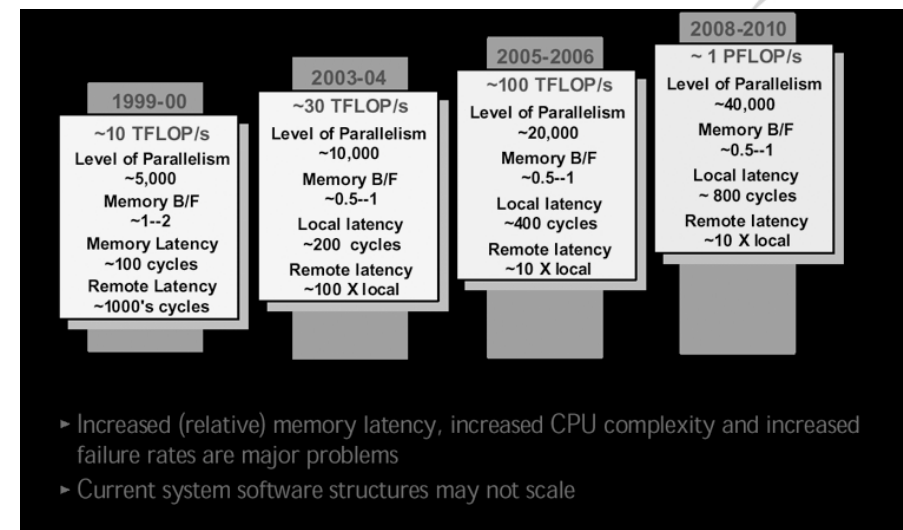 1999-00
~10 TFLOP/s
Level of Parallelism
~5,000
Memory B/F
~1--2
Memory Latency
~100 cycles
Remote Latency
~1000's cycles
2003-04
~30 TFLOP/s
Level of Parallelism
~10,000
Memory B/F
~0.5--1
Local latency
~200 cycles
Remote latency
~100 X local
2005-2006
~100 TFLOP/s
Level of Parallelism
~20,000
Memory B/F
~0.5--1
Local latency
~400 cycles
Remote latency
~10 X local
2008-2010
~ 1 PFLOP/s
Level of Parallelism
~40,000
Memory B/F
~0.5--1
Local latency
~ 800 cycles
Remote latency
~10 X local
► Increased (relative) memory latency, increased CPU complexity and increased
failure rates are major problems
► Current system software structures may not scale